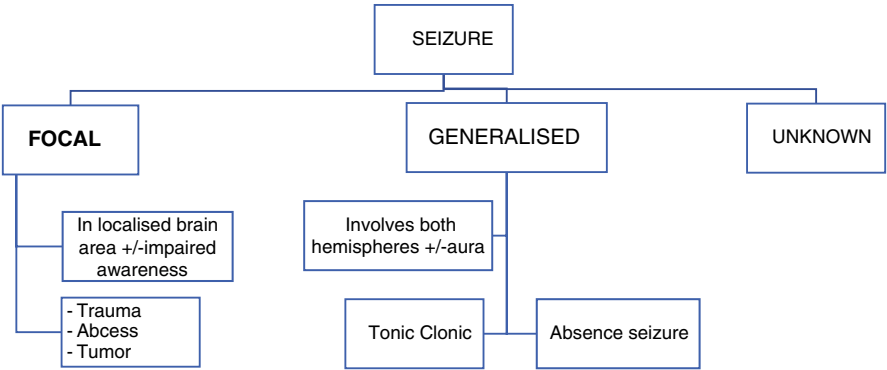 SEIZURE
FOCAL
GENERALISED
UNKNOWN
In localised brain
area +/-impaired
awareness
- Trauma
- Abcess
- Tumor
Involves both
hemispheres +/-aura
Tonic Clonic
Absence seizure